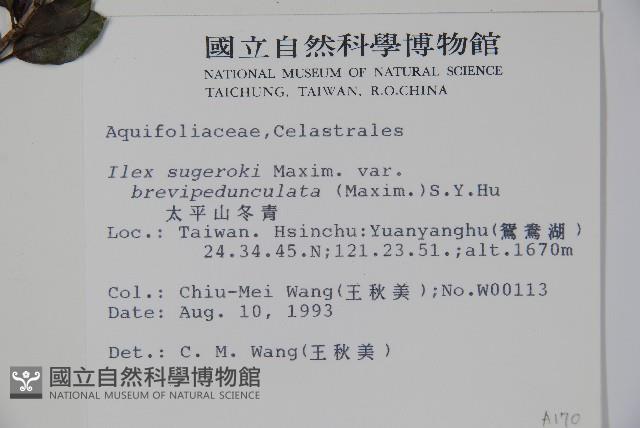 國立自然科學博物館
NATIONAL MUSEUM OF NATURAL SCIENCE
TAICHUNG, TAIWAN, R.O.CHINA
Aquifoliaceae,Celastrales
Ilex sugeroki Maxim. var.
brevipedunculata (Maxim.)S.Y.Hu
太平山冬青
Loc.: Taiwan. Hsinchu:Yuanyanghu(鴛鴦湖)
24.34.45.N;121.23.51.;alt.1670m
Col.: Chiu-Mei Wang(王秋美);No.W00113
Date: Aug. 10, 1993
Det.: C. M. Wang(王秋美)
國立自然科學博物館
NATIONAL MUSEUM OF NATURAL SCIENCE
A170